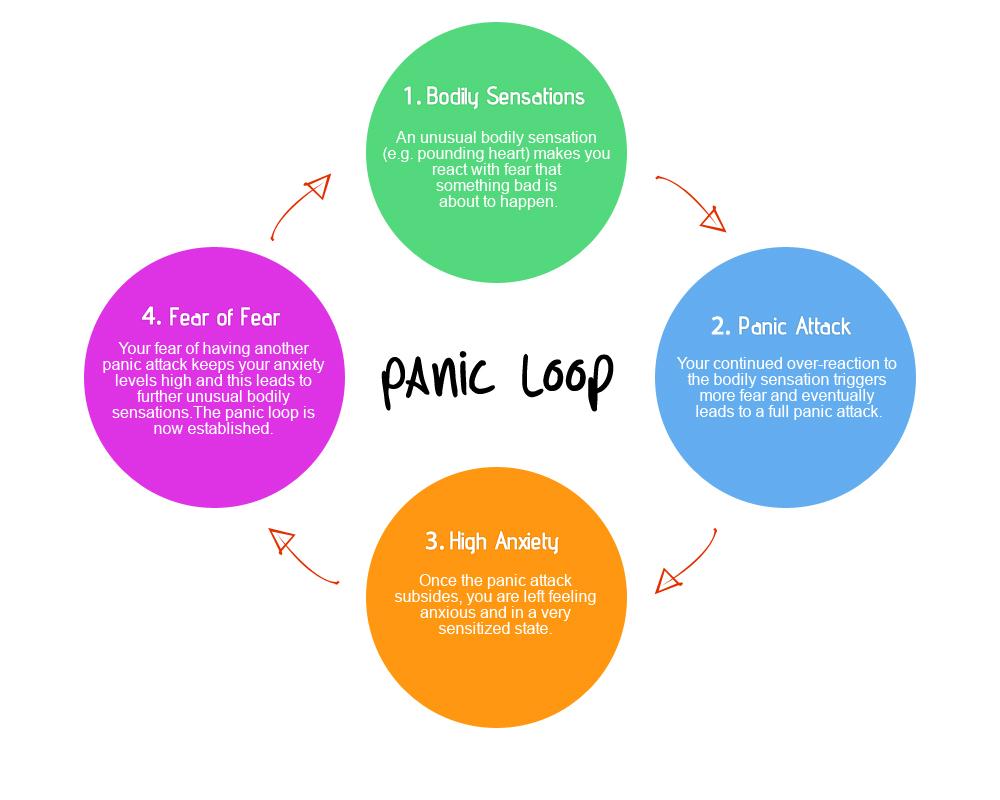 1. Bodily Sensations
An unusual bodily sensation
(e.g. pounding heart) makes you
react with fear that
something bad is
about to happen.
2. Panic Attack
Your continued over-reaction to
the bodily sensation triggers
more fear and eventually
leads to a full panic attack.
3. High Anxiety
Once the panic attack
subsides, you are left feeling
anxious and in a very
sensitized state.
4. Fear of Fear
Your fear of having another
panic attack keeps your anxiety
levels high and this leads to
further unusual bodily
sensations.The panic loop is
now established.
PANIC LOOP